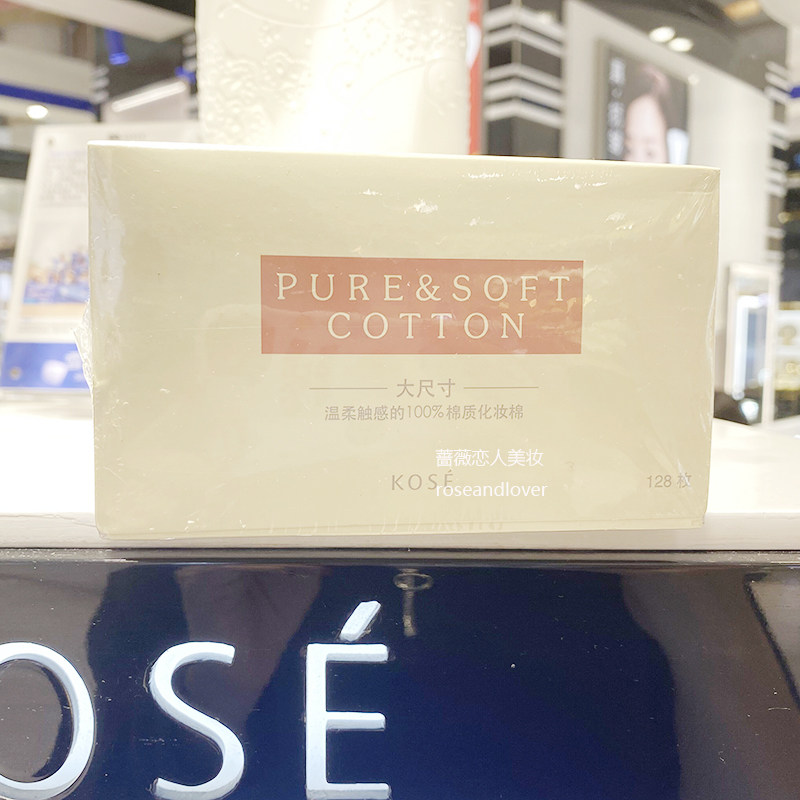 PURE&SOFT
COTTON
大尺寸
温柔触感的100%棉质化妆棉
蔷薇恋人美妆
KOSÉ
roseandlover
128 枚
OSÉ